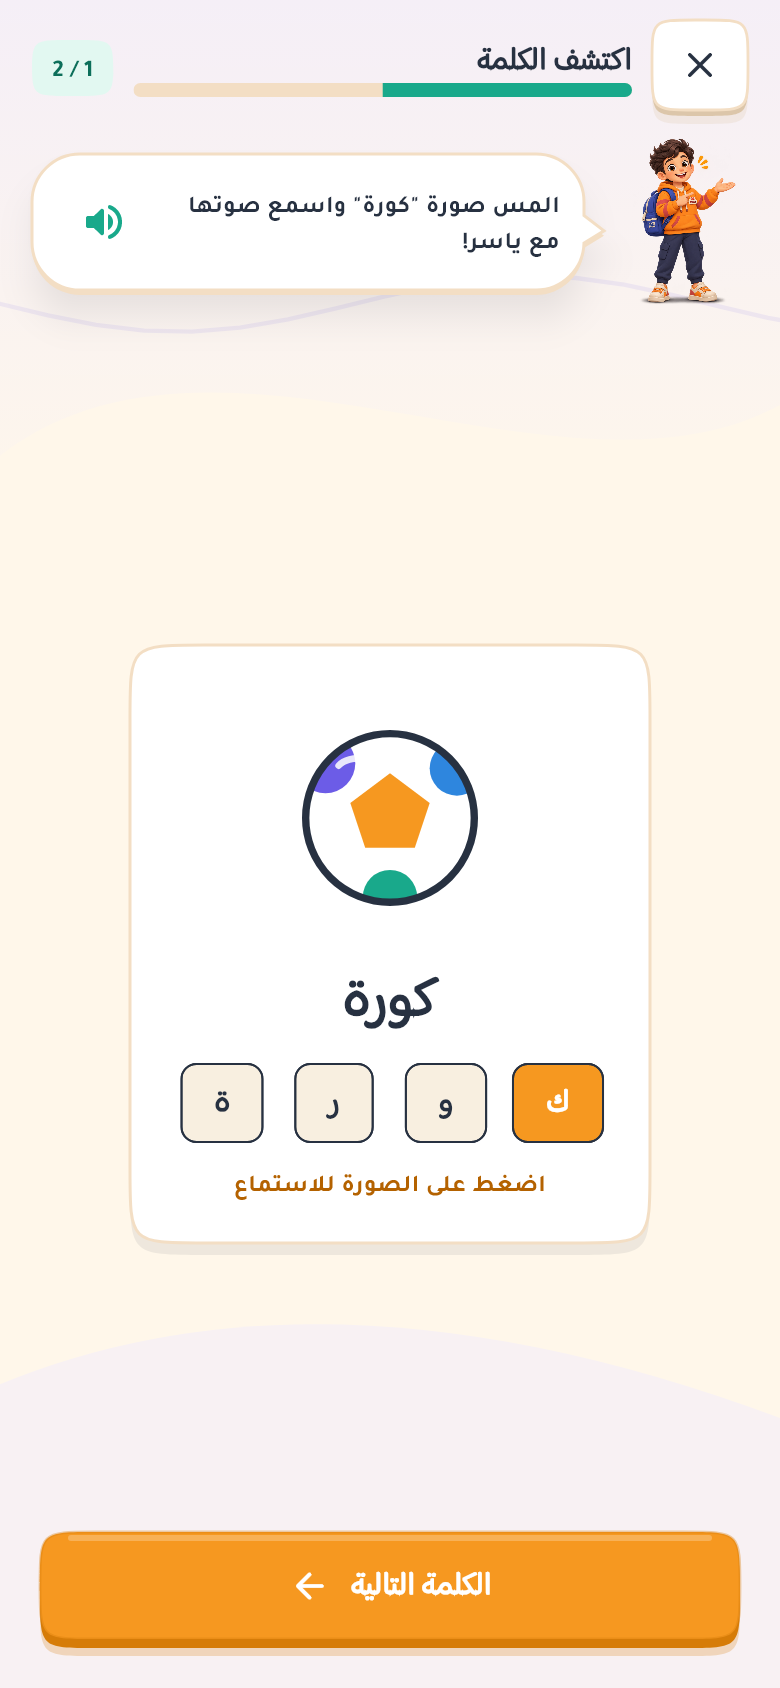 اكتشف الكلمة
1 / 2
المس صورة "كورة" واسمع صوتها
مع ياسر!
كورة
ك
و
ر
ة
اضغط على الصورة للاستماع
الكلمة التالية